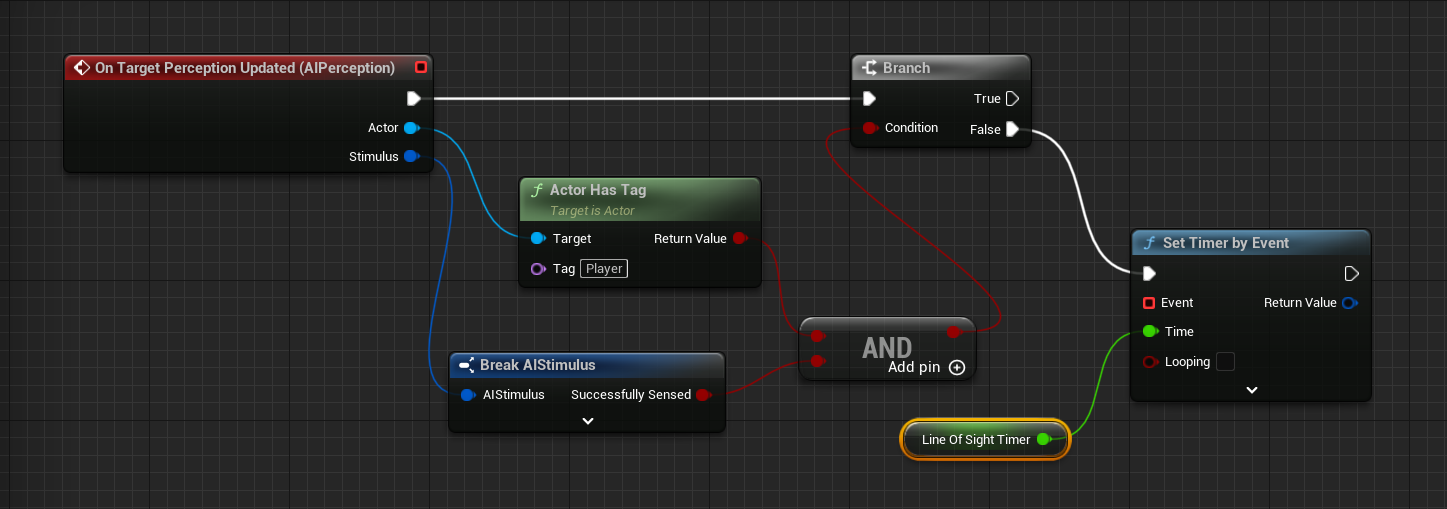 On Target Perception Updated (AIPerception)
Actor
Stimulus
Branch
True
Condition
False
Actor Has Tag
Target is Actor
Target
Return Value
Tag
Player
Set Timer by Event
Event
Return Value
Time
Looping
AND
Add pin
Break AIStimulus
AIStimulus
Successfully Sensed
Line Of Sight Timer